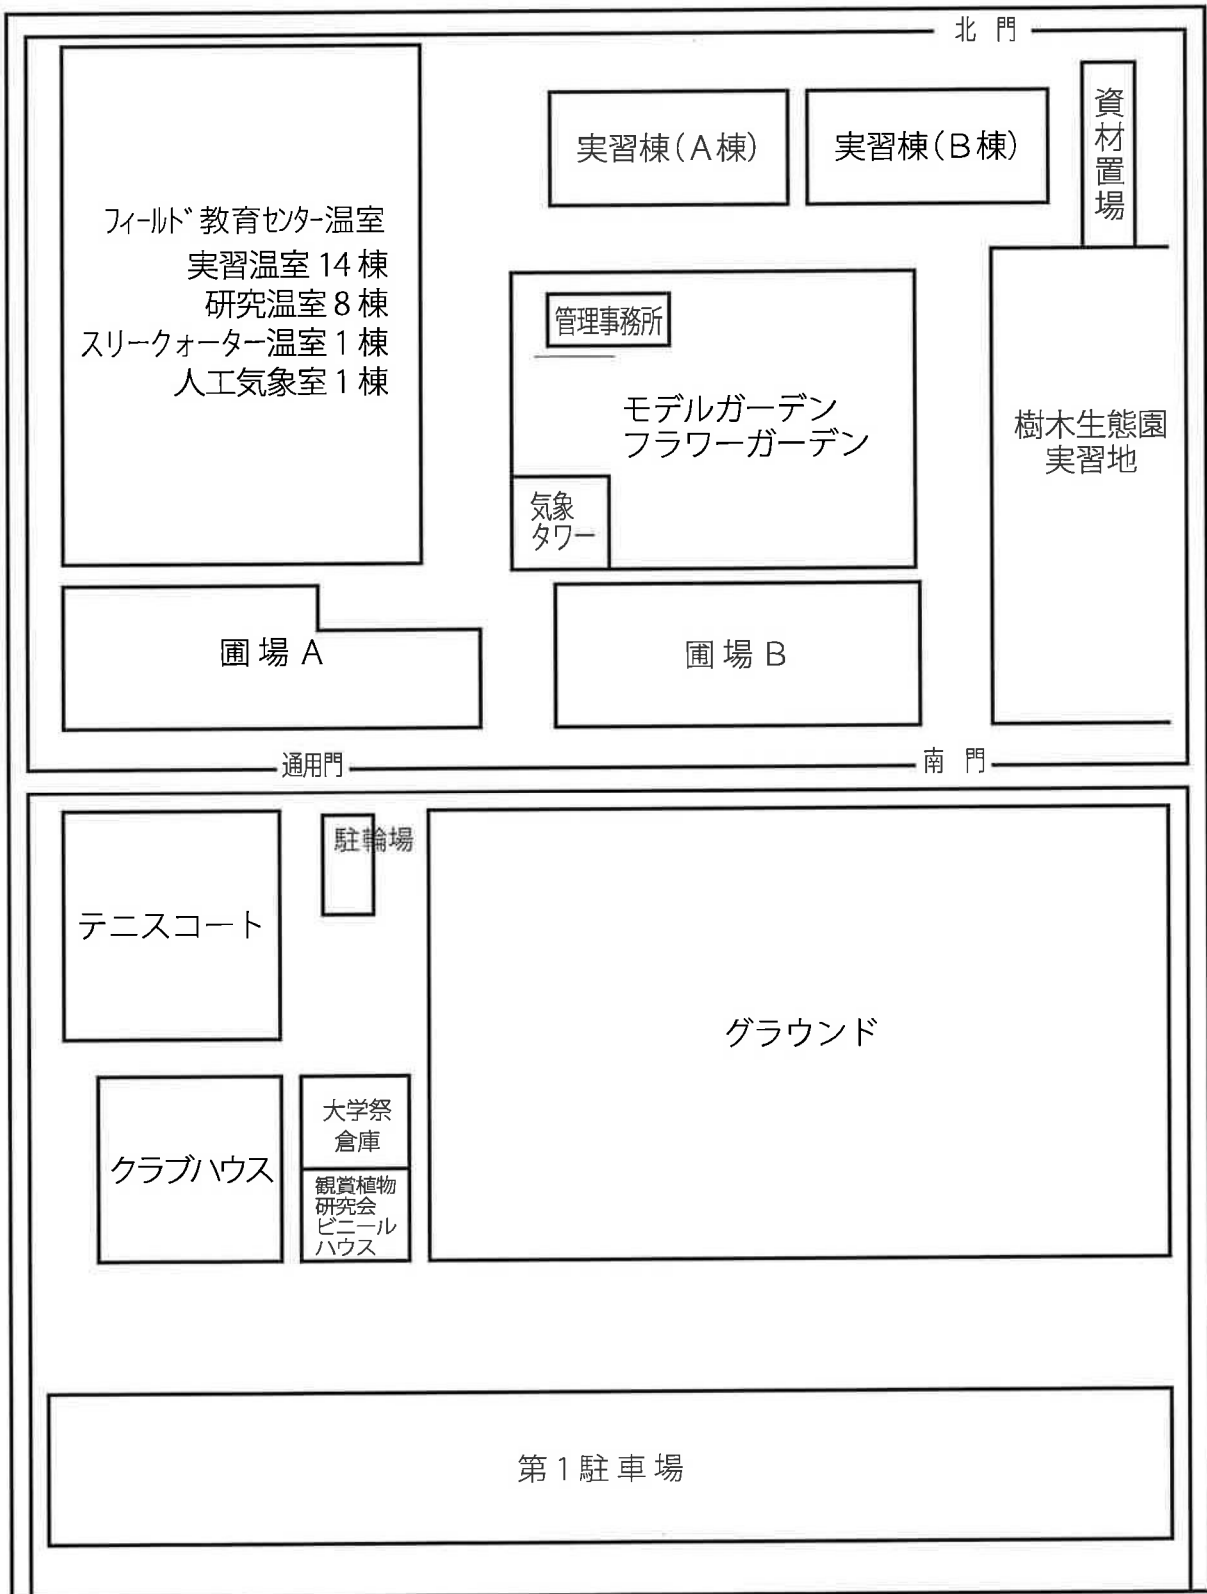 北 門
実習棟(A棟)
実習棟(B棟)
資材置場
フィールド教育センター温室
実習温室14棟
研究温室8棟
スリークォーター温室1棟
人工気象室1棟
管理事務所
モデルガーデン
フラワーガーデン
樹木生態園
実習地
気象
タワー
圃場A
圃場B
通用門
南 門
駐輪場
テニスコート
グラウンド
大学祭
倉庫
クラブハウス
観賞植物
研究会
ビニール
ハウス
第1駐車場